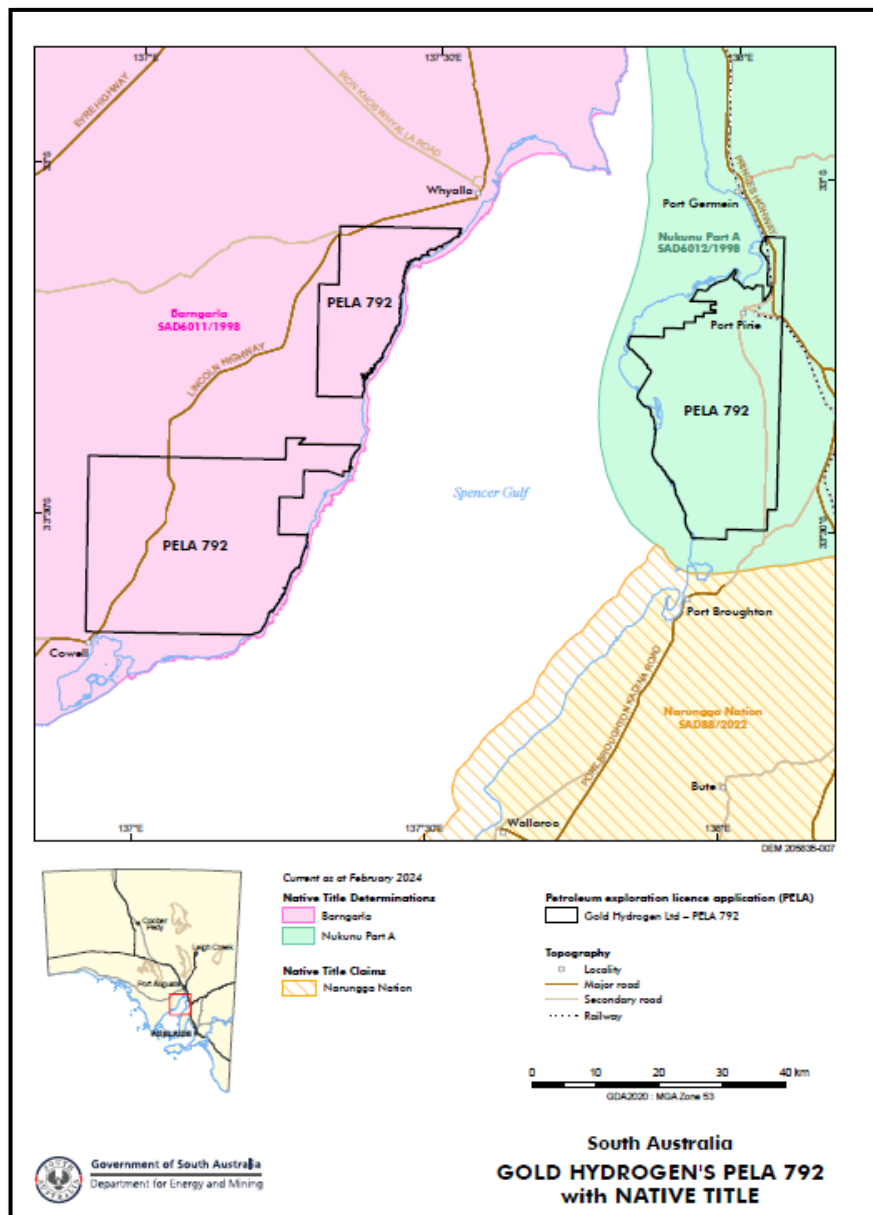 137°E
137°30'E
138°E
EYRE HIGHWAY
IRON KNOB WHYALLA ROAD
33°S
Whyalla
PRINCES HIGHWAY
33°S
Port Germein
Nukunu Part A
SAD6012/1998
PELA 792
Barngarla
SAD6011/1998
Port Pirie
LINCOLN HIGHWAY
PELA 792
Spencer Gulf
33°30'S
33°30'S
PELA 792
Port Broughton
Cowell
PORT BROUGHTON KADINA ROAD
Narungga Nation
SAD88/2022
Bute
Wallaroo
137°E
137°30'E
138°E
DEM 205835-007
Coober
Pedy
Leigh Creek
Port Augusta
ADELAIDE
Current as at February 2024
Native Title Determinations
Barngarla
Nukunu Part A
Native Title Claims
Narungga Nation
Petroleum exploration licence application (PELA)
Gold Hydrogen Ltd – PELA 792
Topography
Locality
Major road
Secondary road
Railway
0 10 20 30 40 km
GDA2020 : MGA Zone 53
SOUTH AUSTRALIA
Government of South Australia
Department for Energy and Mining
South Australia
GOLD HYDROGEN'S PELA 792
with NATIVE TITLE